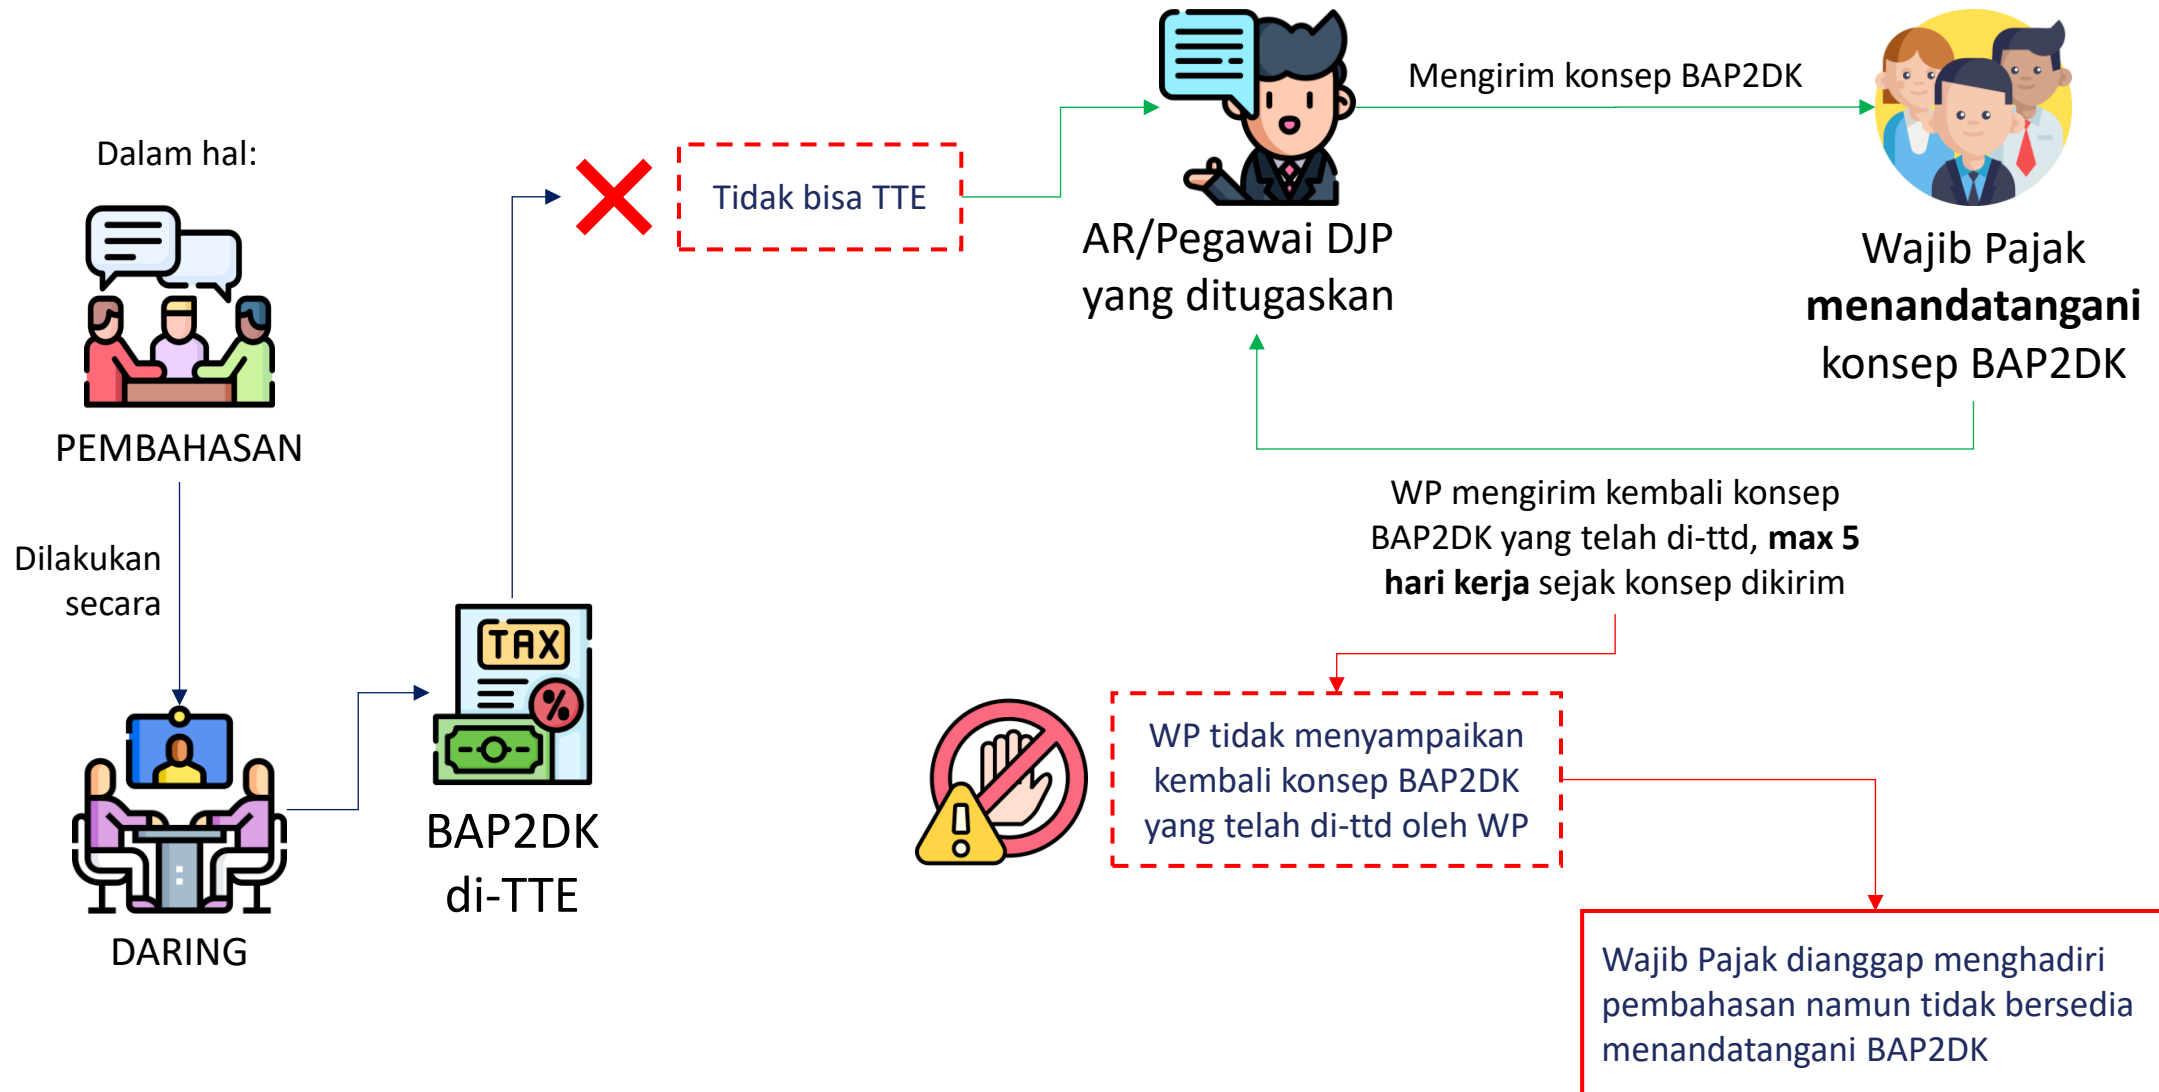 Dalam hal:
PEMBAHASAN
Dilakukan
secara
DARING
TAX
%
BAP2DK
di-TTE
Tidak bisa TTE
AR/Pegawai DJP
yang ditugaskan
Mengirim konsep BAP2DK
Wajib Pajak
menandatangani
konsep BAP2DK
WP mengirim kembali konsep
BAP2DK yang telah di-ttd, max 5
hari kerja sejak konsep dikirim
WP tidak menyampaikan
kembali konsep BAP2DK
yang telah di-ttd oleh WP
Wajib Pajak dianggap menghadiri
pembahasan namun tidak bersedia
menandatangani BAP2DK